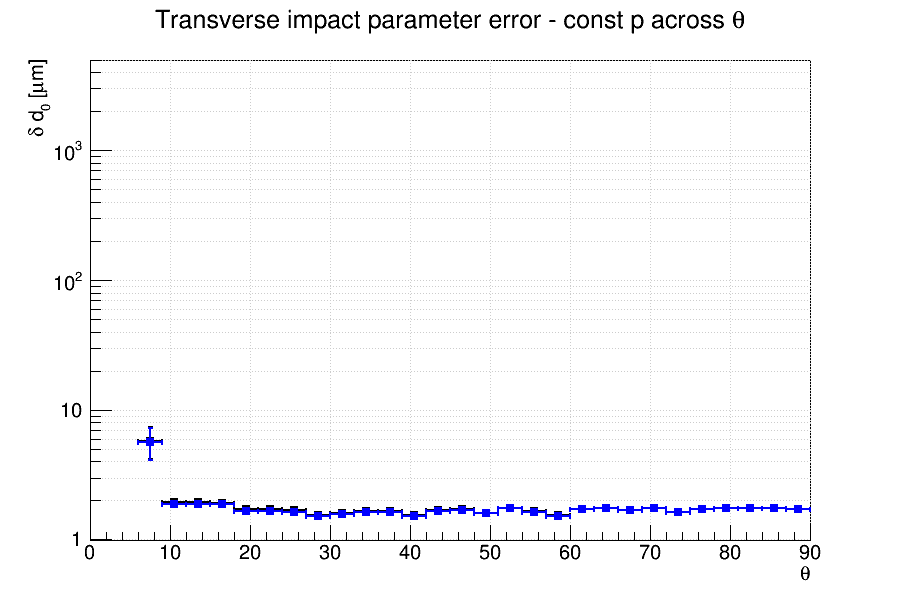 Transverse impact parameter error - const p across θ
δ d₀ [μm]
10³
10²
10
1
0 10 20 30 40 50 60 70 80 90
θ